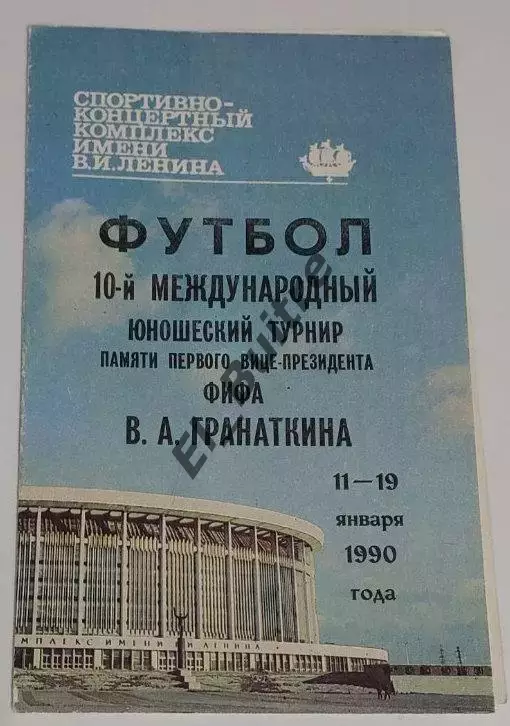 СПОРТИВНО-
КОНЦЕРТНЫЙ
КОМПЛЕКС
ИМЕНИ
В.И.ЛЕНИНА
ФУТБОЛ
10-й МЕЖДУНАРОДНЫЙ
ЮНОШЕСКИЙ ТУРНИР
ПАМЯТИ ПЕРВОГО ВИЦЕ-ПРЕЗИДЕНТА
ФИФА
В. А. ГРАНАТКИНА
11—19
января
1990
года
МПЛЕКС ИМЕНИ ЛЕНИНА